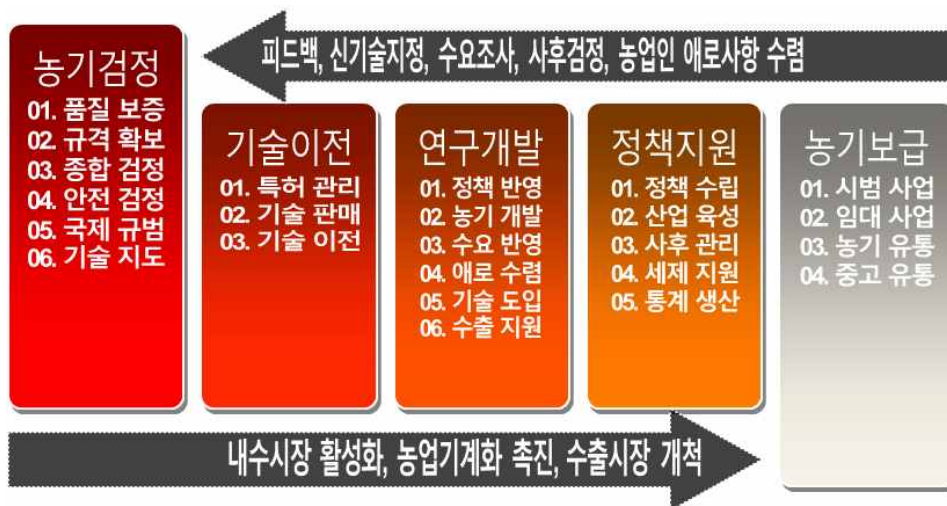 피드백, 신기술지정, 수요조사, 사후검정, 농업인 애로사항 수렴
농기검정
01. 품질 보증
02. 규격 확보
03. 종합 검정
04. 안전 검정
05. 국제 규범
06. 기술 지도
기술이전
01. 특허 관리
02. 기술 판매
03. 기술 이전
연구개발
01. 정책 반영
02. 농기 개발
03. 수요 반영
04. 애로 수렴
05. 기술 도입
06. 수출 지원
정책지원
01. 정책 수립
02. 산업 육성
03. 사후 관리
04. 세제 지원
05. 통계 생산
농기보급
01. 시범 사업
02. 임대 사업
03. 농기 유통
04. 중고 유통
내수시장 활성화, 농업기계화 촉진, 수출시장 개척